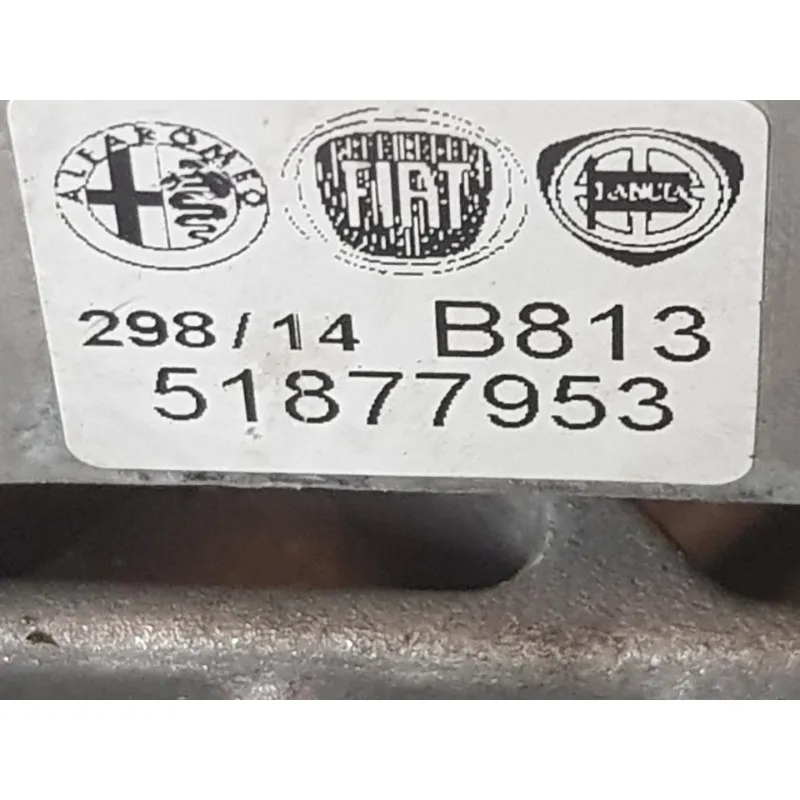 ALFA ROMEO
FIAT
LANCIA
298/14 B813
51877953